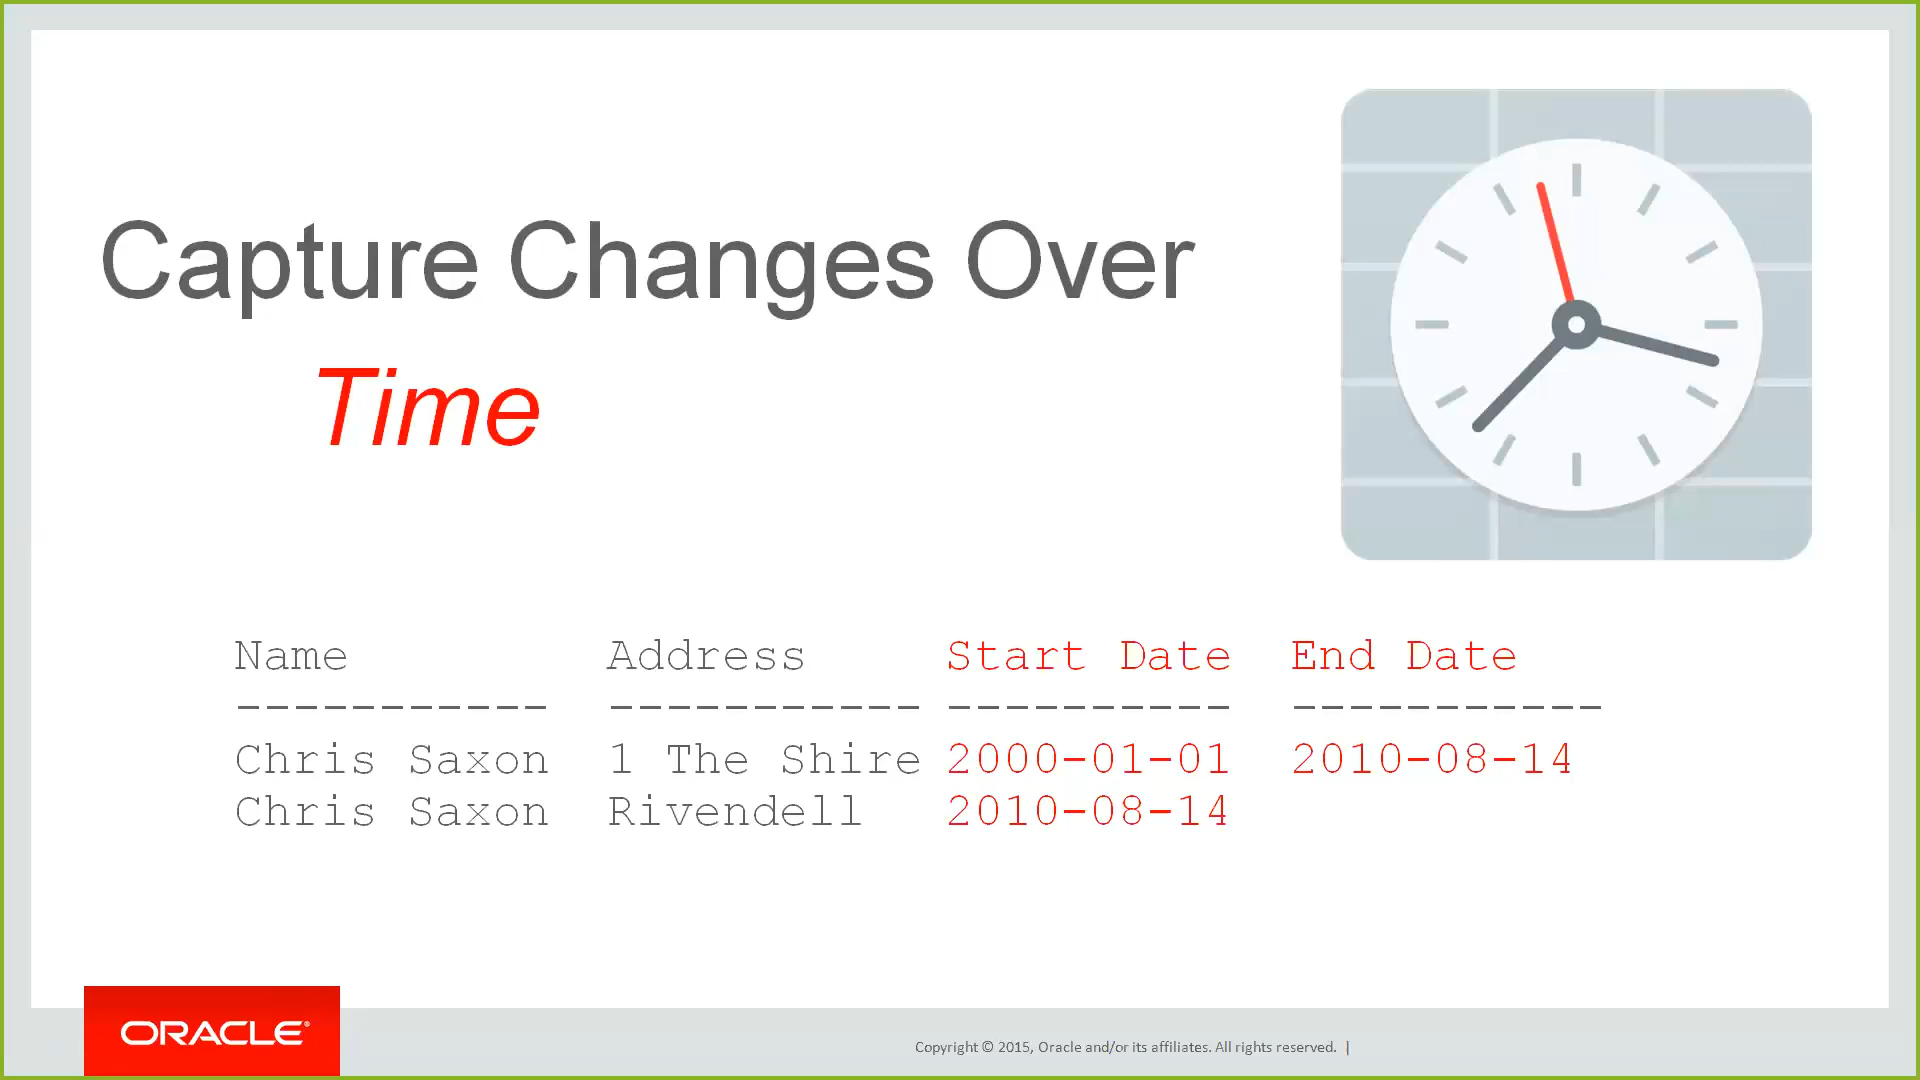 Capture Changes Over
Time
Name Address Start Date End Date
----------- ----------- ---------- -----------
Chris Saxon 1 The Shire 2000-01-01 2010-08-14
Chris Saxon Rivendell 2010-08-14
ORACLE®
Copyright © 2015, Oracle and/or its affiliates. All rights reserved. |